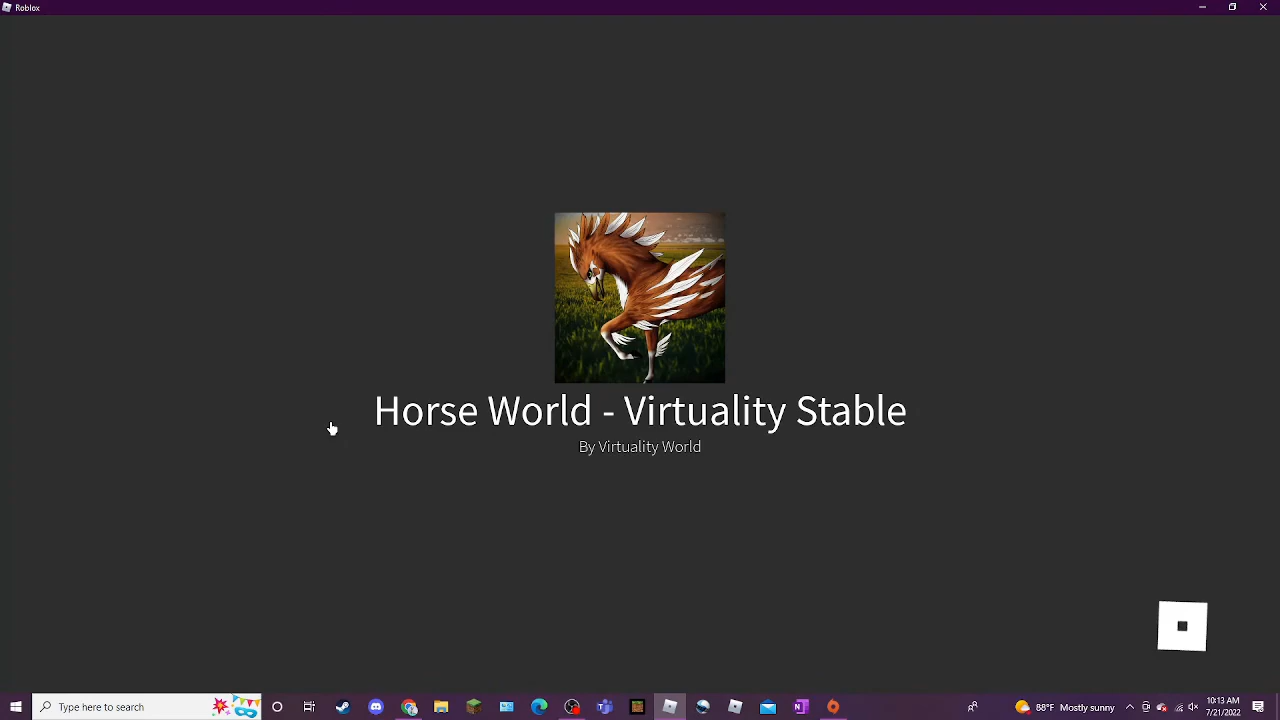 Roblox
Horse World - Virtuality Stable
By Virtuality World
Type here to search
88°F Mostly sunny
10:13 AM
7/21/2022